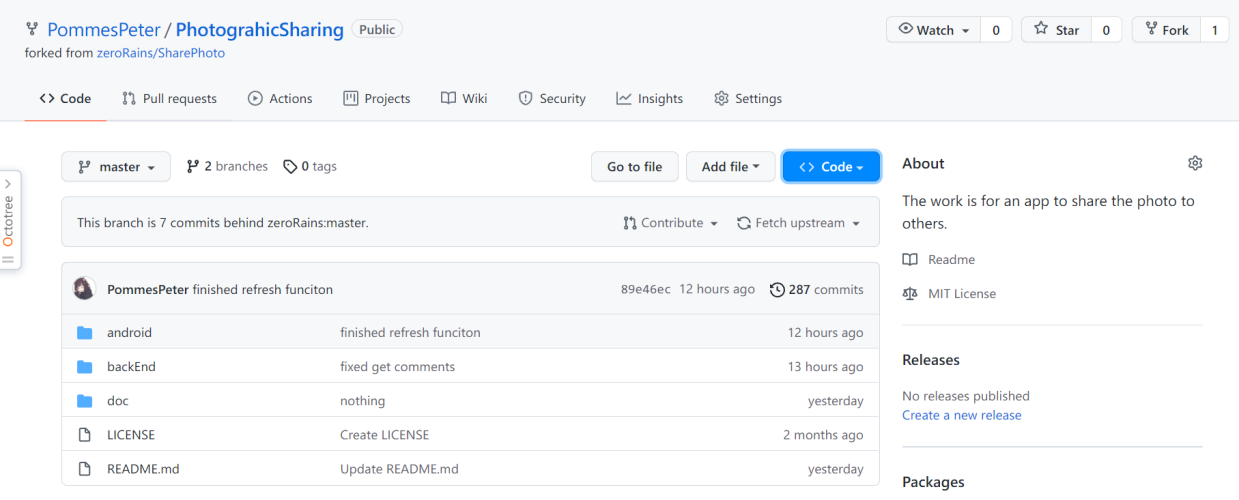 PommesPeter / PhotograhicSharing Public
Watch 0 Star 0 Fork 1
forked from zeroRains/SharePhoto
Code Pull requests Actions Projects Wiki Security Insights Settings
master 2 branches 0 tags Go to file Add file Code
This branch is 7 commits behind zeroRains:master. Contribute Fetch upstream
PommesPeter finished refresh funciton 89e46ec 12 hours ago 287 commits
android finished refresh funciton 12 hours ago
backEnd fixed get comments 13 hours ago
doc nothing yesterday
LICENSE Create LICENSE 2 months ago
README.md Update README.md yesterday
About
The work is for an app to share the photo to
others.
Readme
MIT License
Releases
No releases published
Create a new release
Packages
Octotree